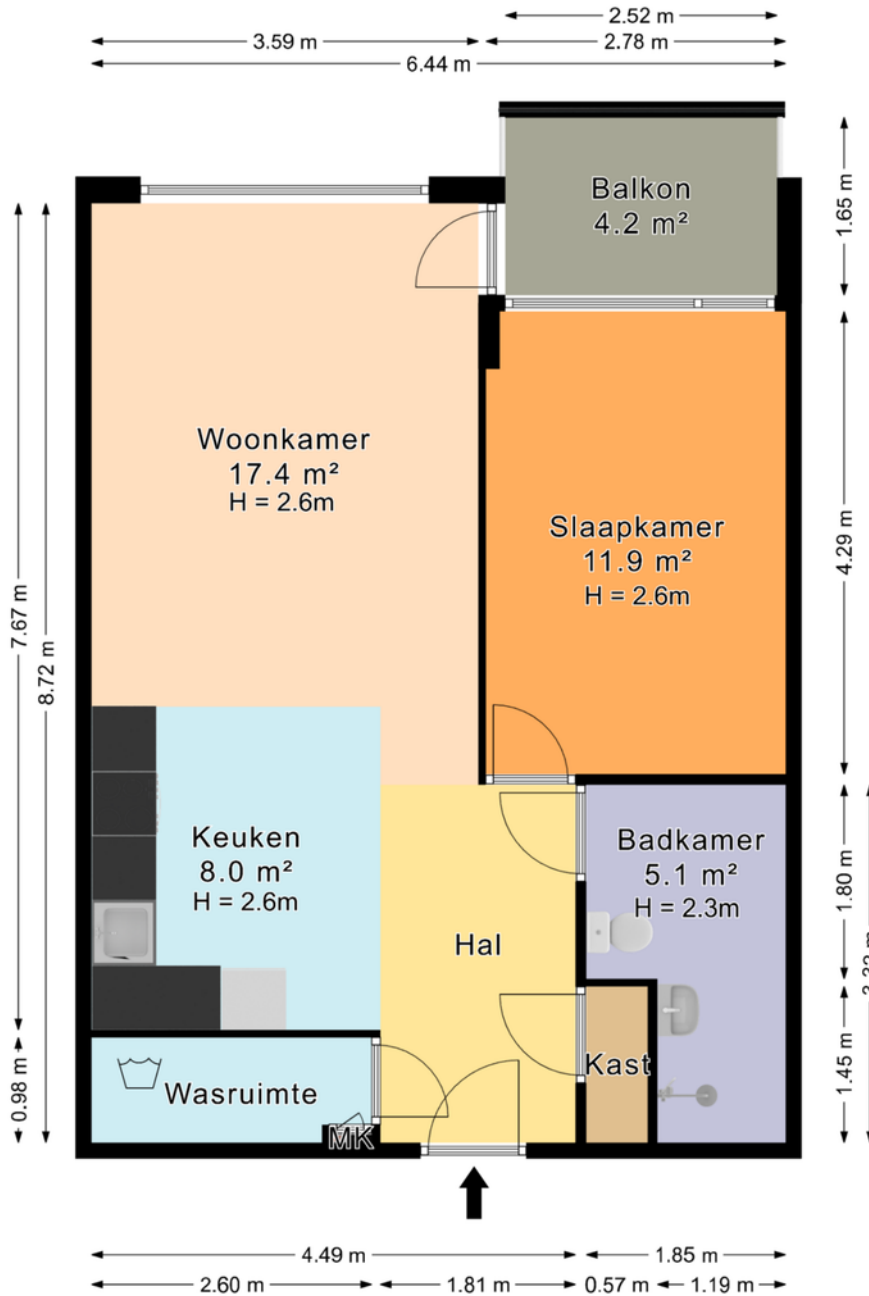 2.52 m
3.59 m
2.78 m
6.44 m
Balkon
4.2 m²
1.65 m
Woonkamer
17.4 m²
H = 2.6m
Slaapkamer
11.9 m²
H = 2.6m
4.29 m
7.67 m
8.72 m
Keuken
8.0 m²
H = 2.6m
Badkamer
5.1 m²
H = 2.3m
1.80 m
Hal
Kast
1.45 m
0.98 m
Wasruimte
MK
4.49 m
1.85 m
2.60 m
1.81 m
0.57 m
1.19 m